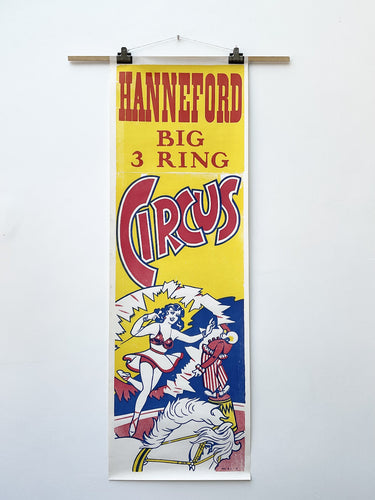 HANNEFORD
BIG
3 RING
CIRCUS